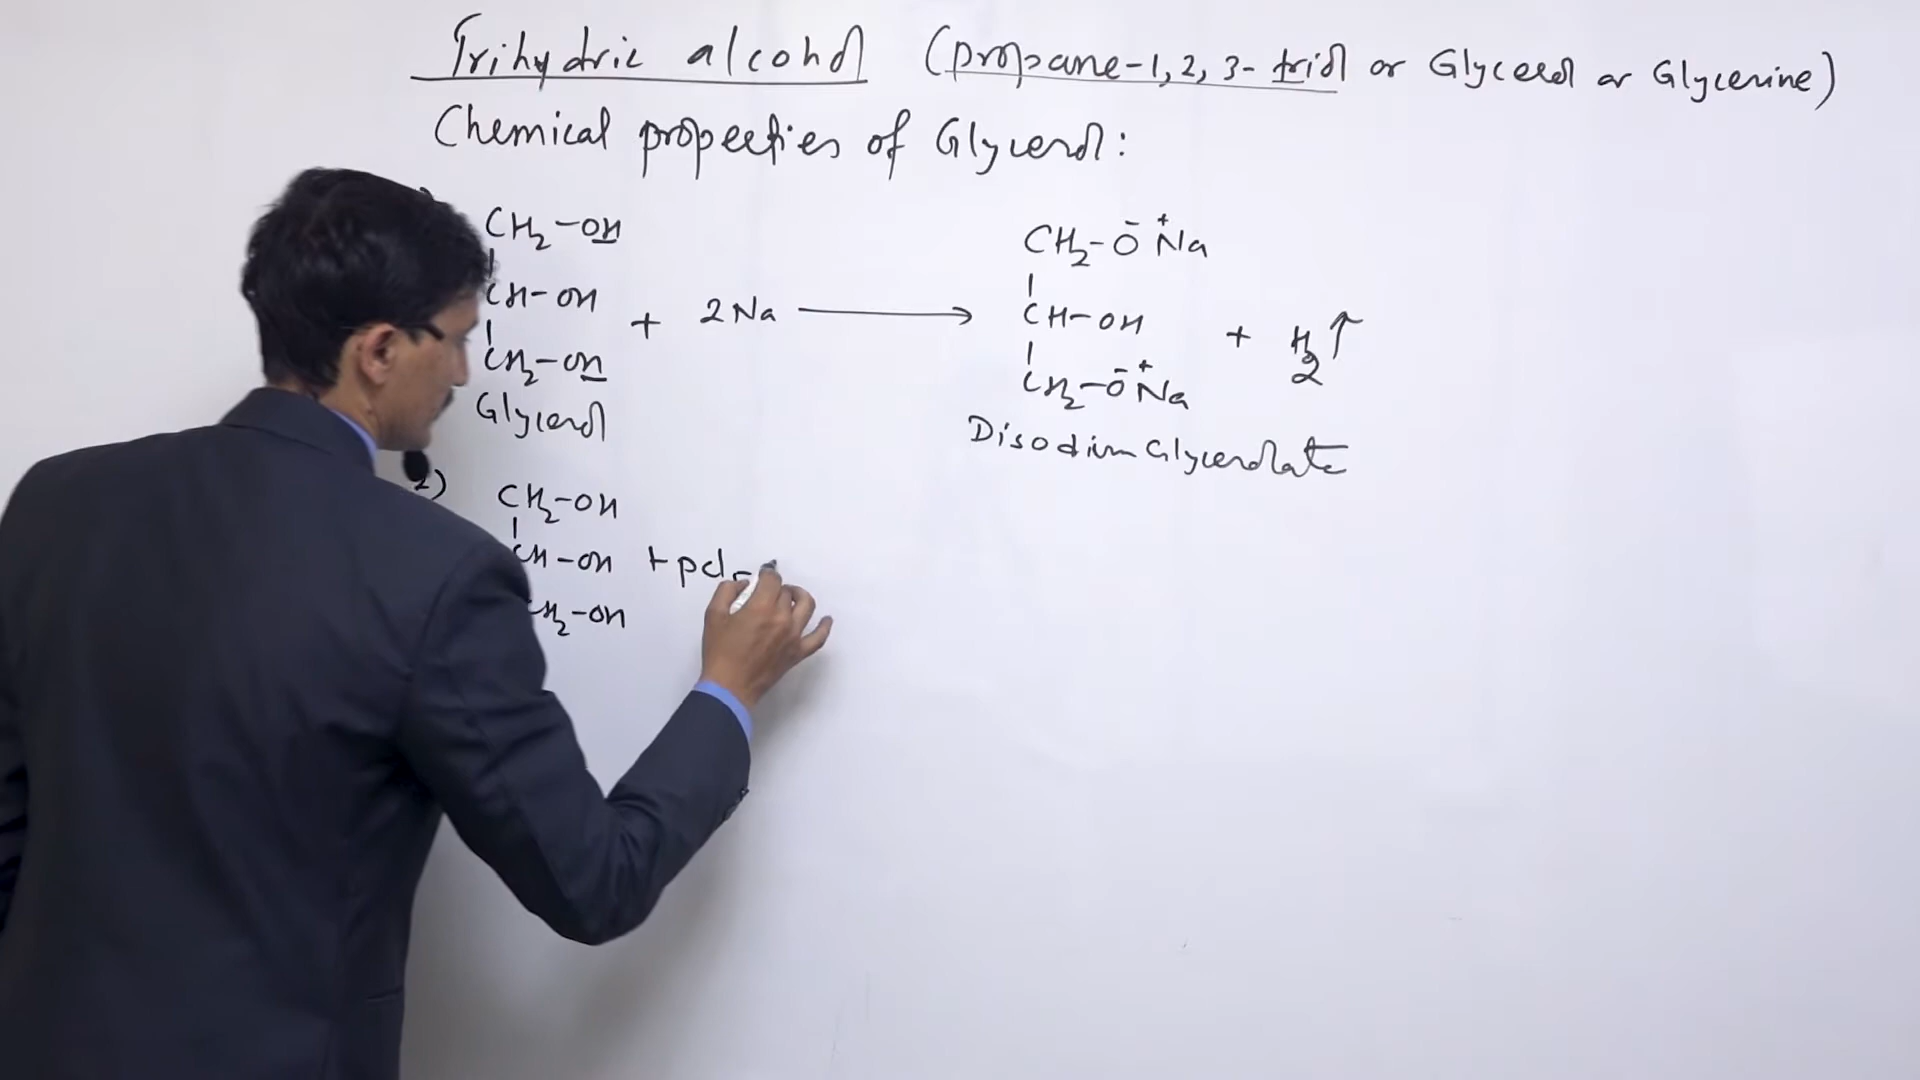 Trihydric alcohol (propane-1,2,3-triol or Glycerol or Glycerine)
Chemical properties of Glycerol:
CH2-OH
CH-OH
CH2-OH
Glycerol
+ 2Na ⟶
CH2-O⁻ Na⁺
CH-OH
CH2-O⁻ Na⁺
+ H2↑
Disodium Glycerolate
2)
CH2-OH
CH-OH + pcl
CH2-OH